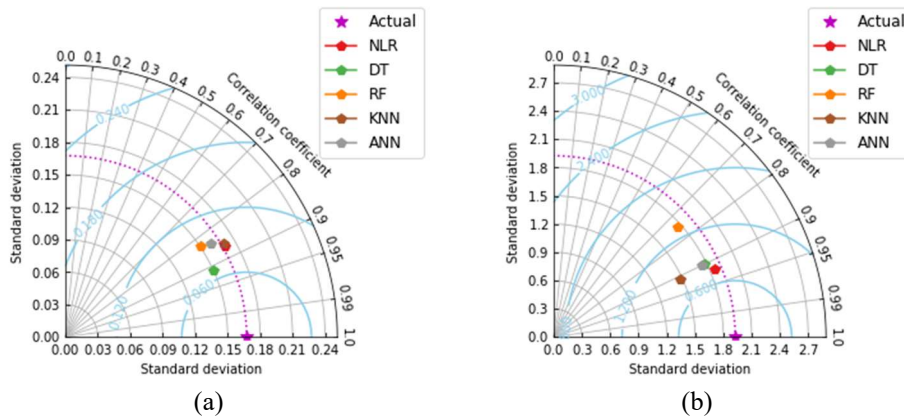 Actual
NLR
DT
RF
KNN
ANN
0.0 0.1 0.2 0.3 0.4 0.5 0.6 0.7 0.8 0.9 0.95 0.99 1.0
Correlation coefficient
0.24
0.21
0.18
0.15
0.12
0.09
0.06
0.03
0.00
Standard deviation
0.240
0.180
0.120
0.060
0.00 0.03 0.06 0.09 0.12 0.15 0.18 0.21 0.24
Standard deviation
(a)
Actual
NLR
DT
RF
KNN
ANN
0.0 0.1 0.2 0.3 0.4 0.5 0.6 0.7 0.8 0.9 0.95 0.99 1.0
Correlation coefficient
2.7
2.4
2.1
1.8
1.5
1.2
0.9
0.6
0.3
0.0
Standard deviation
3.000
0.600
0.0 0.3 0.6 0.9 1.2 1.5 1.8 2.1 2.4 2.7
Standard deviation
(b)